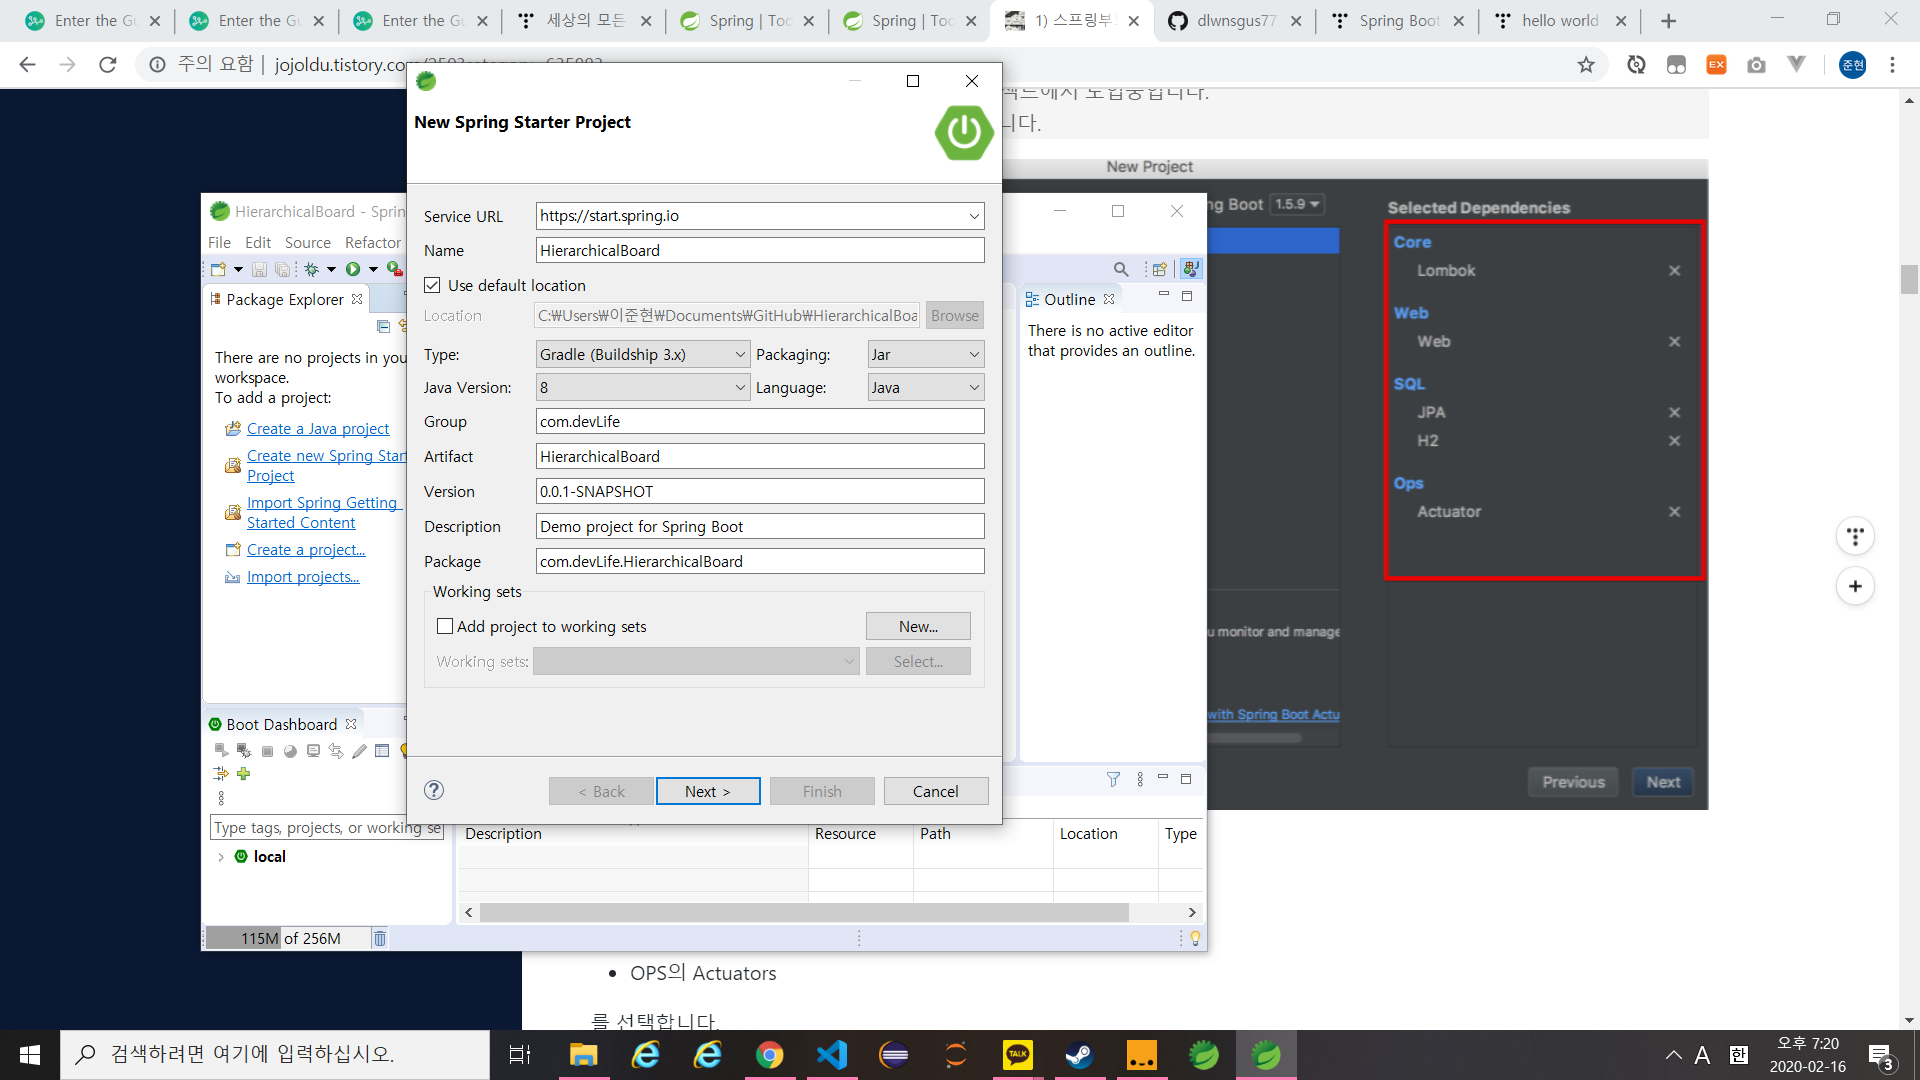 Enter the Gu
Enter the Gu
Enter the Gu
세상의 모든
Spring | Too
Spring | Too
1) 스프링부
dlwnsgus77
Spring Boot
hello world
주의 요함
jojoldu.tistory.com
EX
준현
니다.
New Project
ng Boot
1.5.9
Selected Dependencies
Core
Lombok
Web
Web
SQL
JPA
H2
Ops
Actuator
u monitor and manage
with Spring Boot Actu
Previous
Next
HierarchicalBoard - Sprin
File
Edit
Source
Refactor
Package Explorer
There are no projects in you
workspace.
To add a project:
Create a Java project
Create new Spring Start
Project
Import Spring Getting
Started Content
Create a project...
Import projects...
Outline
There is no active editor
that provides an outline.
New Spring Starter Project
Service URL
https://start.spring.io
Name
HierarchicalBoard
Use default location
Location
C:₩Users₩이준현₩Documents₩GitHub₩HierarchicalBoa
Browse
Type:
Gradle (Buildship 3.x)
Packaging:
Jar
Java Version:
8
Language:
Java
Group
com.devLife
Artifact
HierarchicalBoard
Version
0.0.1-SNAPSHOT
Description
Demo project for Spring Boot
Package
com.devLife.HierarchicalBoard
Working sets
Add project to working sets
New...
Working sets:
Select...
< Back
Next >
Finish
Cancel
Boot Dashboard
Type tags, projects, or working se
local
Description
Resource
Path
Location
Type
115M of 256M
OPS의 Actuators
를 선택합니다.
검색하려면 여기에 입력하십시오.
TALK
A
한
오후 7:20
2020-02-16
3